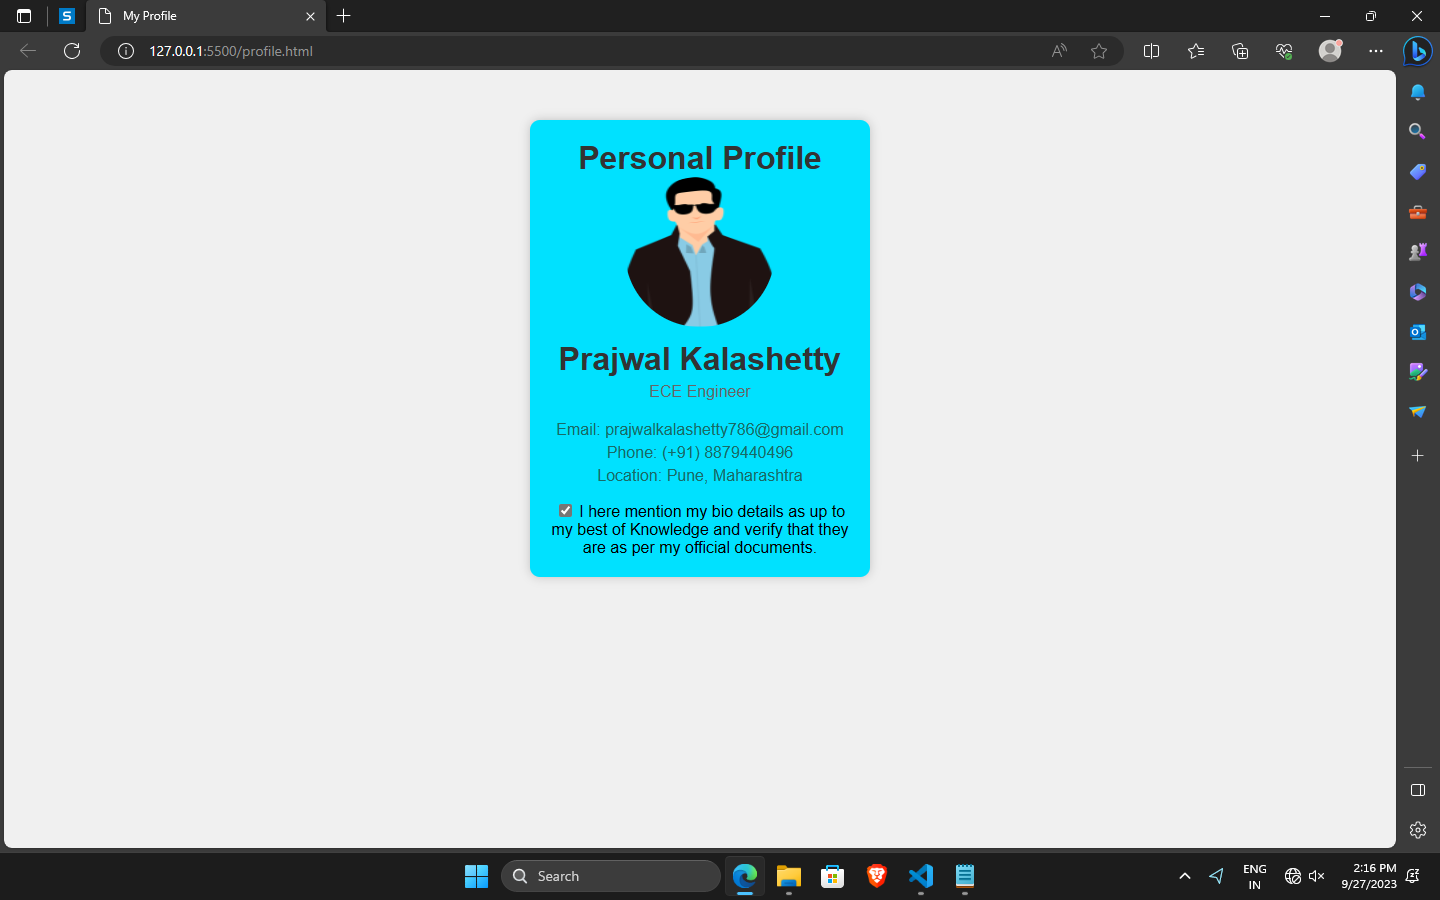 My Profile
127.0.0.1:5500/profile.html
Personal Profile
Prajwal Kalashetty
ECE Engineer
Email: prajwalkalashetty786@gmail.com
Phone: (+91) 8879440496
Location: Pune, Maharashtra
I here mention my bio details as up to
my best of Knowledge and verify that they
are as per my official documents.
Search
ENG
IN
2:16 PM
9/27/2023